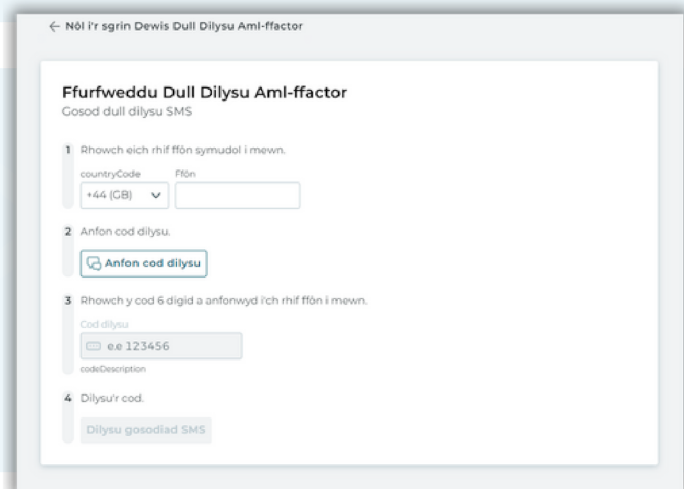 ← Nôl i'r sgrin Dewis Dull Dilysu Aml-ffactor
Ffurfweddu Dull Dilysu Aml-ffactor
Gosod dull dilysu SMS
1 Rhowch eich rhif ffôn symudol i mewn.
countryCode Ffôn
+44 (GB)
2 Anfon cod dilysu.
Anfon cod dilysu
3 Rhowch y cod 6 digid a anfonwyd i'ch rhif ffôn i mewn.
Cod dilysu
e.e 123456
codeDescription
4 Dilysu'r cod.
Dilysu gosodiad SMS